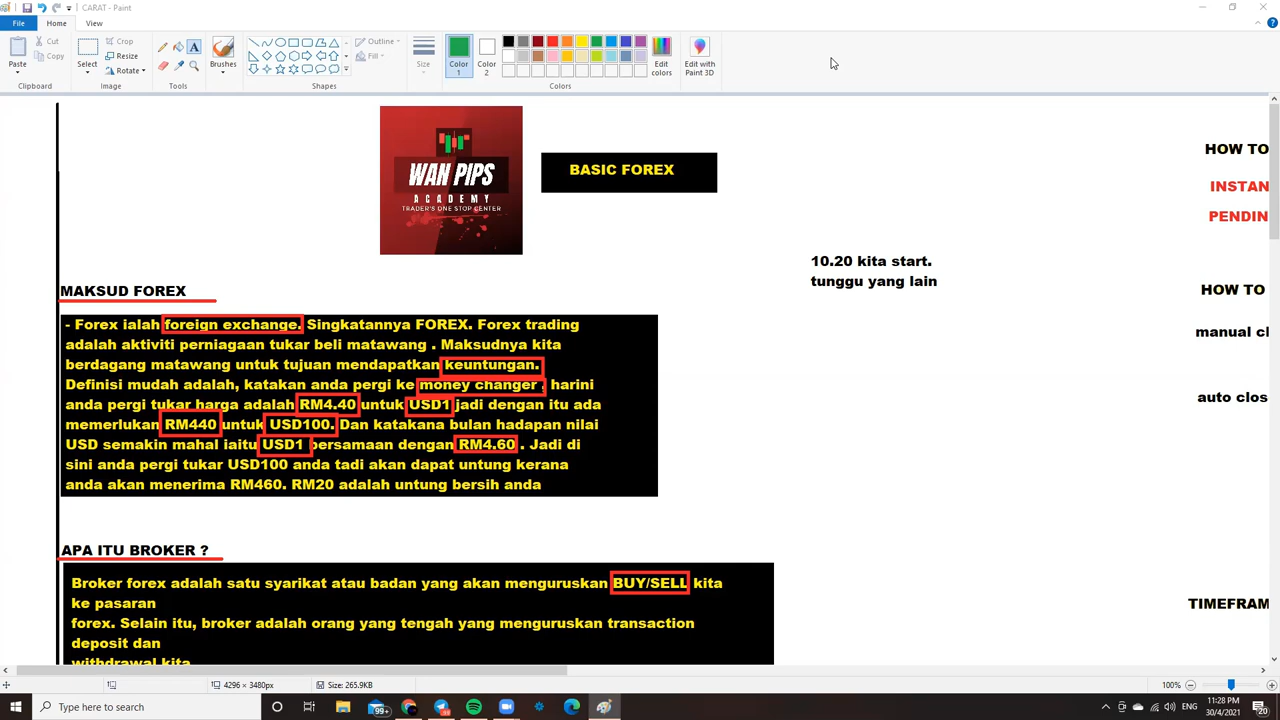 CARAT - Paint
File
Home
View
Paste
Cut
Copy
Clipboard
Select
Crop
Resize
Rotate
Image
Tools
Brushes
Shapes
Outline
Fill
Size
Color
1
Color
2
Edit
colors
Edit with
Paint 3D
Colors
WAN PIPS
ACADEMY
TRADER'S ONE STOP CENTER
BASIC FOREX
HOW TO
INSTAN
PENDIN
10.20 kita start.
tunggu yang lain
HOW TO
manual cl
auto clos
TIMEFRAM
MAKSUD FOREX
- Forex ialah foreign exchange. Singkatannya FOREX. Forex trading
adalah aktiviti perniagaan tukar beli matawang . Maksudnya kita
berdagang matawang untuk tujuan mendapatkan keuntungan.
Definisi mudah adalah, katakan anda pergi ke money changer , harini
anda pergi tukar harga adalah RM4.40 untuk USD1 jadi dengan itu ada
memerlukan RM440 untuk USD100. Dan katakana bulan hadapan nilai
USD semakin mahal iaitu USD1 bersamaan dengan RM4.60 . Jadi di
sini anda pergi tukar USD100 anda tadi akan dapat untung kerana
anda akan menerima RM460. RM20 adalah untung bersih anda
APA ITU BROKER ?
Broker forex adalah satu syarikat atau badan yang akan menguruskan BUY/SELL kita
ke pasaran
forex. Selain itu, broker adalah orang yang tengah yang menguruskan transaction
deposit dan
withdrawal kita
4296 × 3480px
Size: 265.9KB
100%
Type here to search
99+
ENG
11:28 PM
30/4/2021
20